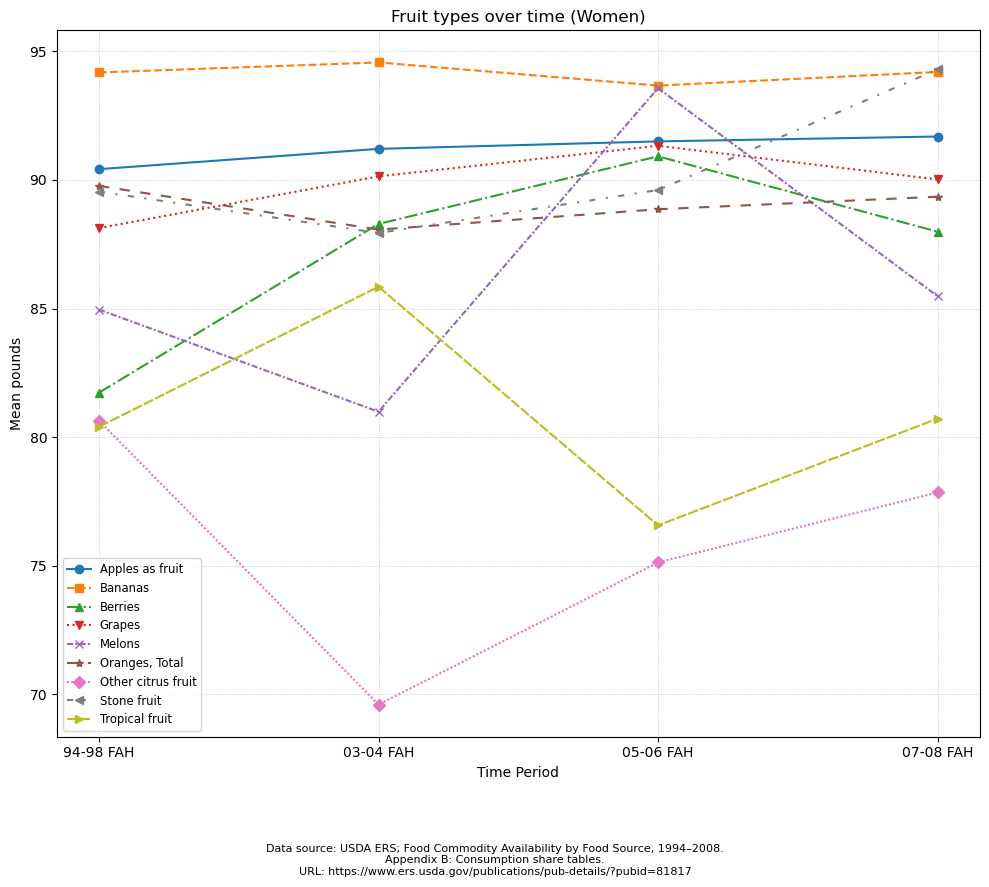 Fruit types over time (Women)
Mean pounds
95
90
85
80
75
70
Apples as fruit
Bananas
Berries
Grapes
Melons
Oranges, Total
Other citrus fruit
Stone fruit
Tropical fruit
94-98 FAH
03-04 FAH
05-06 FAH
07-08 FAH
Time Period
Data source: USDA ERS; Food Commodity Availability by Food Source, 1994–2008.
Appendix B: Consumption share tables.
URL: https://www.ers.usda.gov/publications/pub-details/?pubid=81817